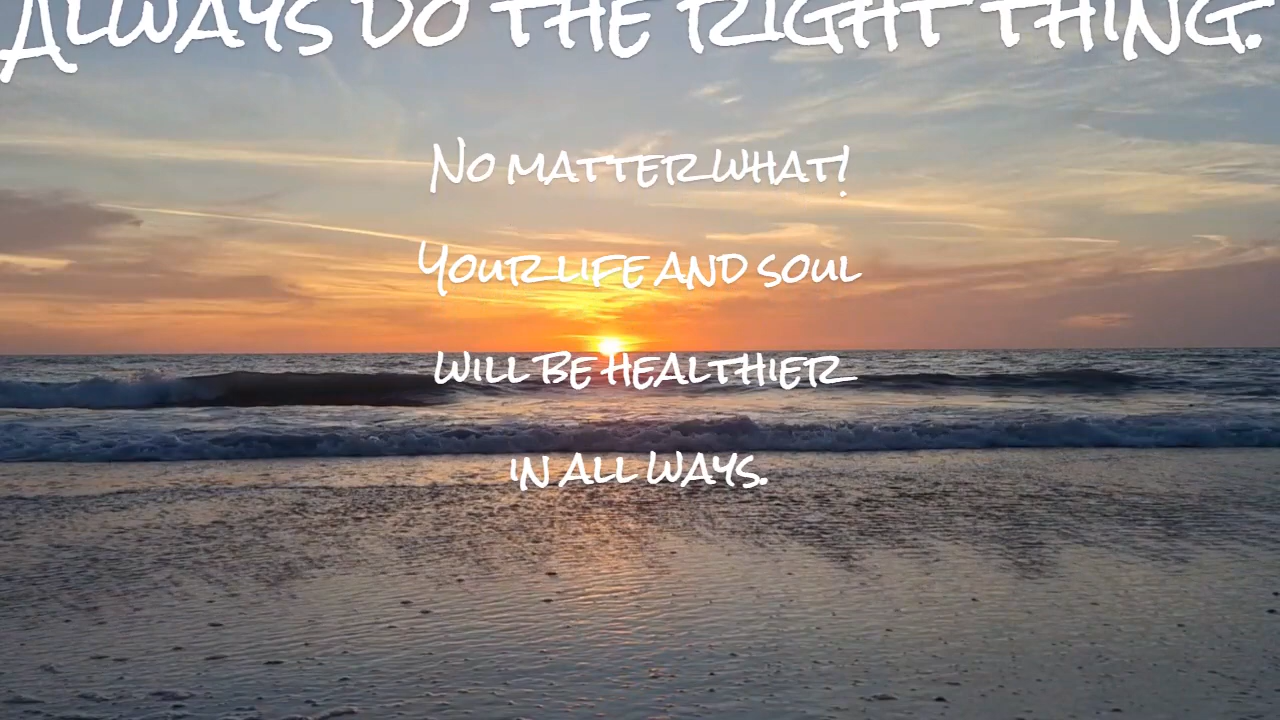 Always do the right thing.
No matter what!
Your life and soul
will be healthier
in all ways.